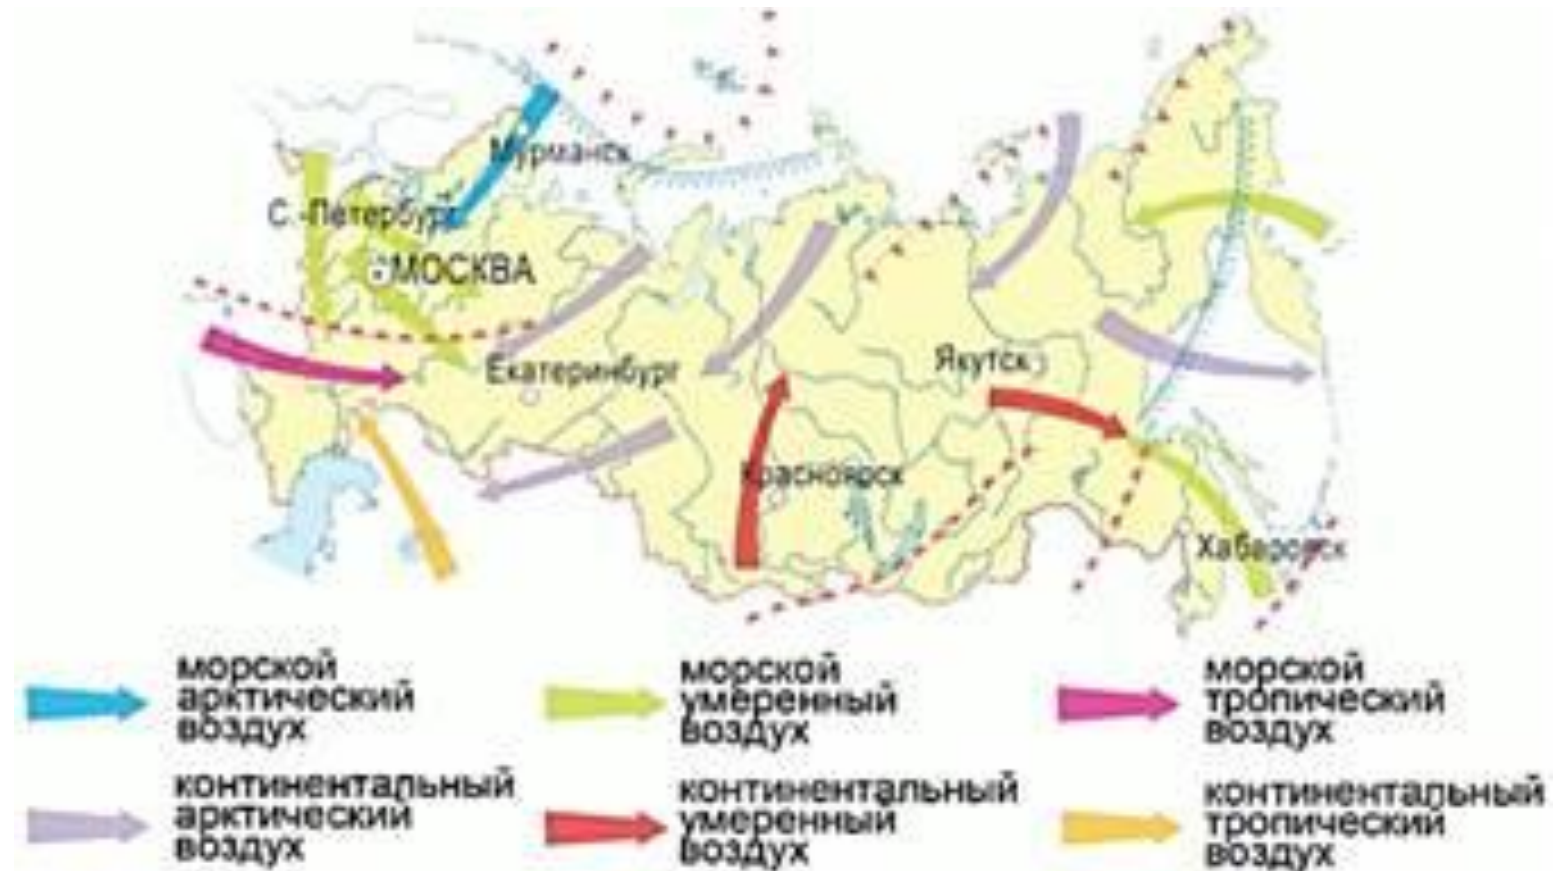 Мурманск
С.-Петербург
МОСКВА
Екатеринбург
Якутск
Красноярск
Хабаровск
морской
арктический
воздух
морской
умеренный
воздух
морской
тропический
воздух
континентальный
арктический
воздух
континентальный
умеренный
воздух
континентальный
тропический
воздух